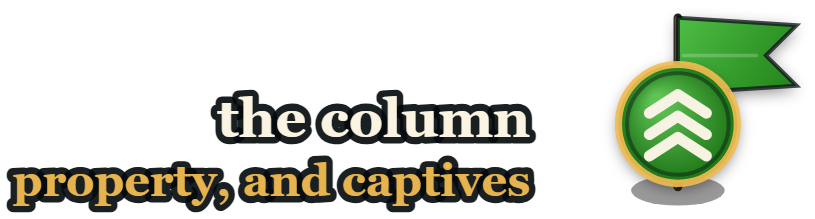 the column
property, and captives